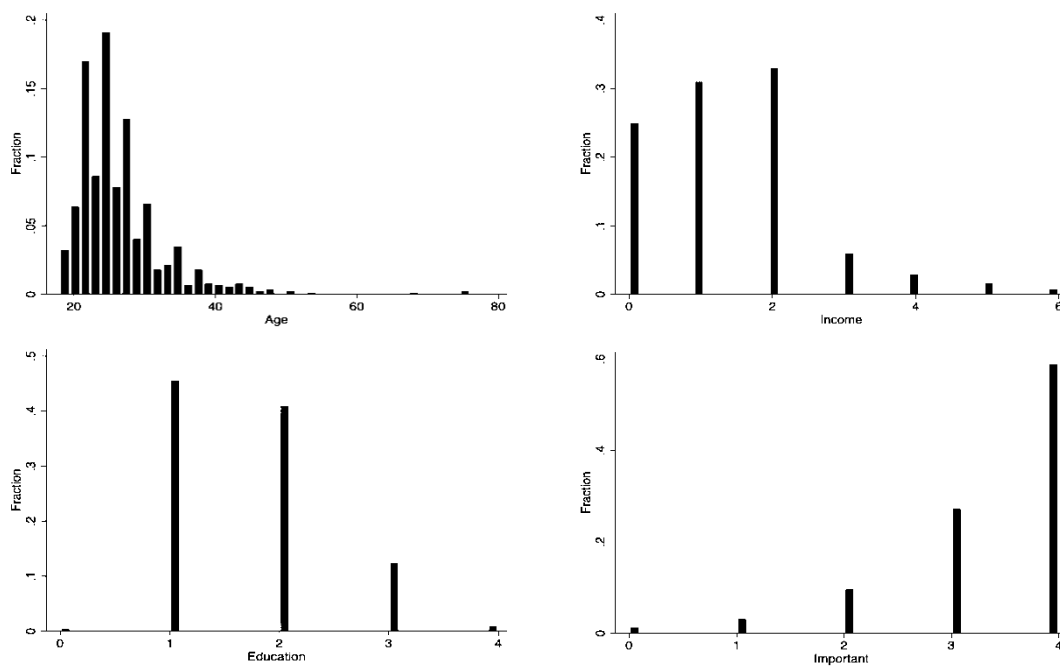 Fraction
0 .05 .1 .15 .2
20 40 60 80
Age
Fraction
0 .1 .2 .3 .4
0 2 4 6
Income
Fraction
0 .1 .2 .3 .4 .5
0 1 2 3 4
Education
Fraction
0 .2 .4 .6
0 1 2 3 4
Important